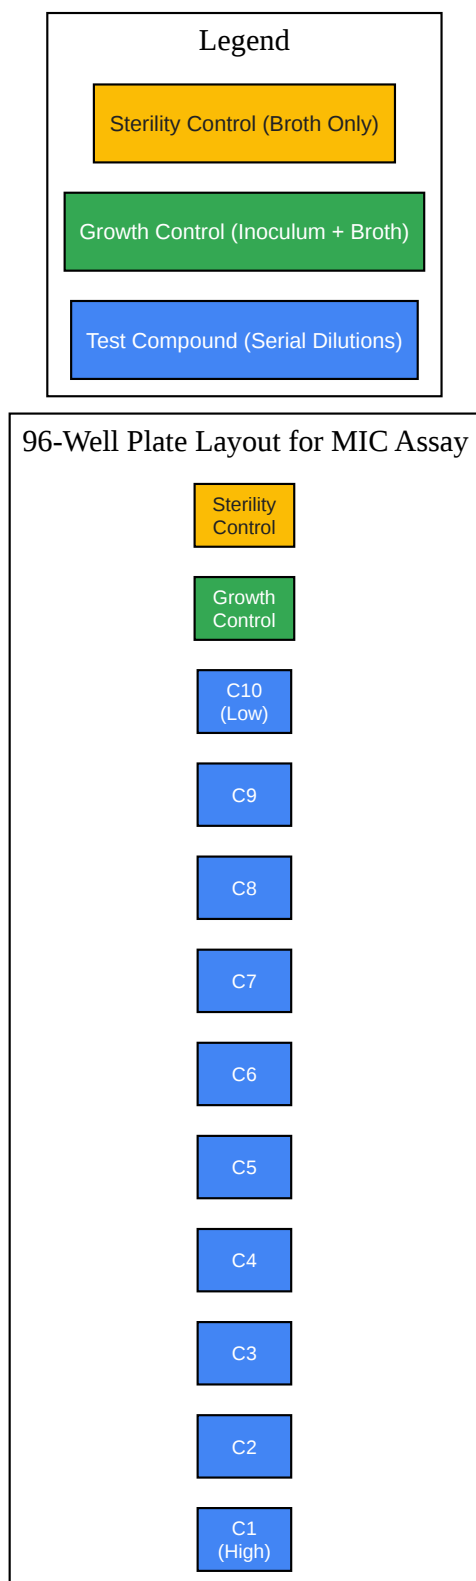 Legend
Sterility Control (Broth Only)
Growth Control (Inoculum + Broth)
Test Compound (Serial Dilutions)
96-Well Plate Layout for MIC Assay
Sterility
Control
Growth
Control
C10
(Low)
C9
C8
C7
C6
C5
C4
C3
C2
C1
(High)